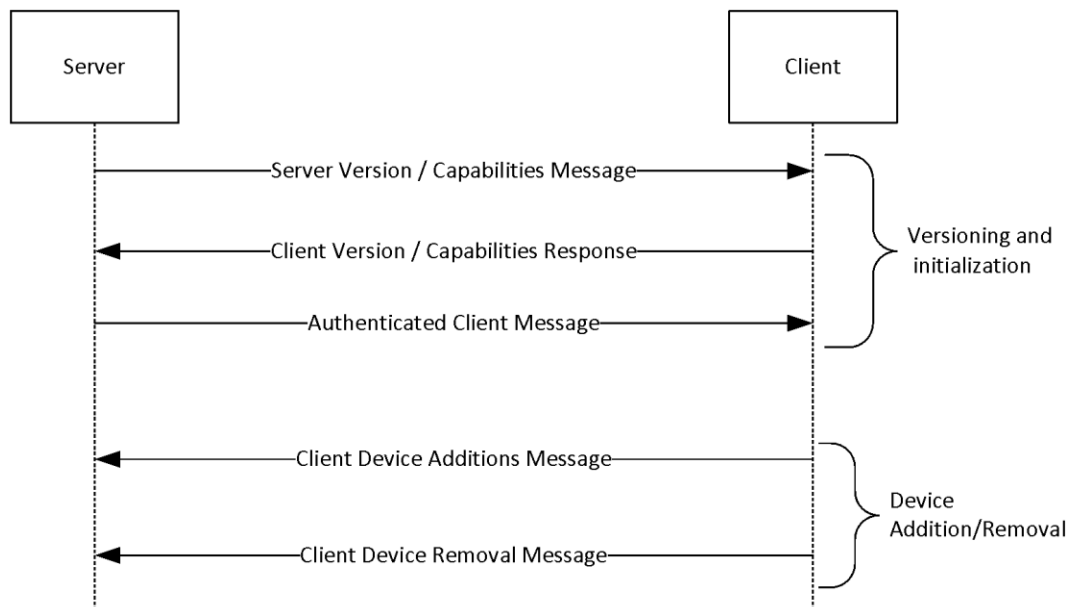 Server
Client
Server Version / Capabilities Message
Client Version / Capabilities Response
Versioning and
initialization
Authenticated Client Message
Client Device Additions Message
Device
Addition/Removal
Client Device Removal Message